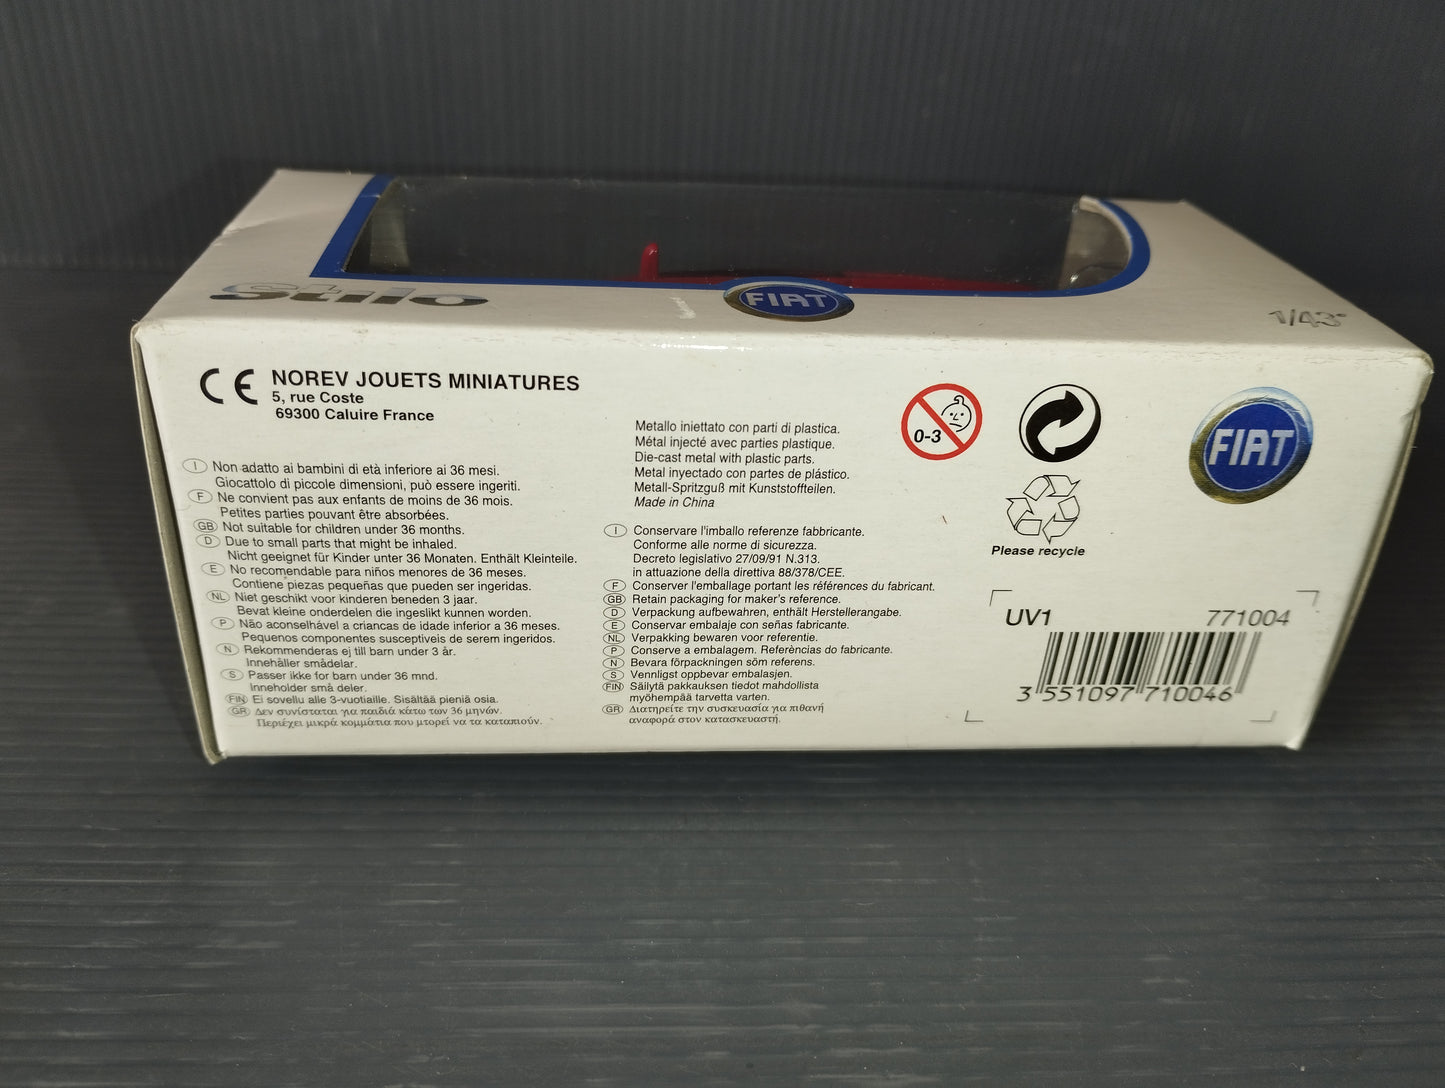 Stilo
FIAT
1/43e
CE
NOREV JOUETS MINIATURES
5, rue Coste
69300 Caluire France
I Non adatto ai bambini di età inferiore ai 36 mesi.
Giocattolo di piccole dimensioni, può essere ingeriti.
F Ne convient pas aux enfants de moins de 36 mois.
Petites parties pouvant être absorbées.
GB Not suitable for children under 36 months.
D Due to small parts that might be inhaled.
Nicht geeignet für Kinder unter 36 Monaten. Enthält Kleinteile.
E No recomendable para niños menores de 36 meses.
Contiene piezas pequeñas que pueden ser ingeridas.
NL Niet geschikt voor kinderen beneden 3 jaar.
Bevat kleine onderdelen die ingeslikt kunnen worden.
P Não aconselhável a criancas de idade inferior a 36 meses.
Pequenos componentes susceptiveis de serem ingeridos.
N Rekommenderas ej till barn under 3 år.
Innehåller smådelar.
S Passer ikke for barn under 36 mnd.
Inneholder små deler.
FIN Ei sovellu alle 3-vuotiaille. Sisältää pieniä osia.
GR Δεν συνίσταται για παιδιά κάτω των 36 μηνών.
Περιέχει μικρά κομμάτια που μπορεί να τα καταπιούν.
Metallo iniettato con parti di plastica.
Métal injecté avec parties plastique.
Die-cast metal with plastic parts.
Metal inyectado con partes de plástico.
Metall-Spritzguß mit Kunststoffteilen.
Made in China
I Conservare l'imballo referenze fabbricante.
Conforme alle norme di sicurezza.
Decreto legislativo 27/09/91 N.313.
in attuazione della direttiva 88/378/CEE.
F Conserver l'emballage portant les références du fabricant.
GB Retain packaging for maker's reference.
D Verpackung aufbewahren, enthält Herstellerangabe.
E Conservar embalaje con señas fabricante.
NL Verpakking bewaren voor referentie.
P Conserve a embalagem. Referências do fabricante.
N Bevara förpackningen söm referens.
S Vennligst oppbevar embalasjen.
FIN Säilytä pakkauksen tiedot mahdollista
myöhempää tarvetta varten.
GR Διατηρείτε την συσκευασία για πιθανή
αναφορά στον κατασκευαστή.
0-3
Please recycle
FIAT
UV1 771004
3 551097 710046